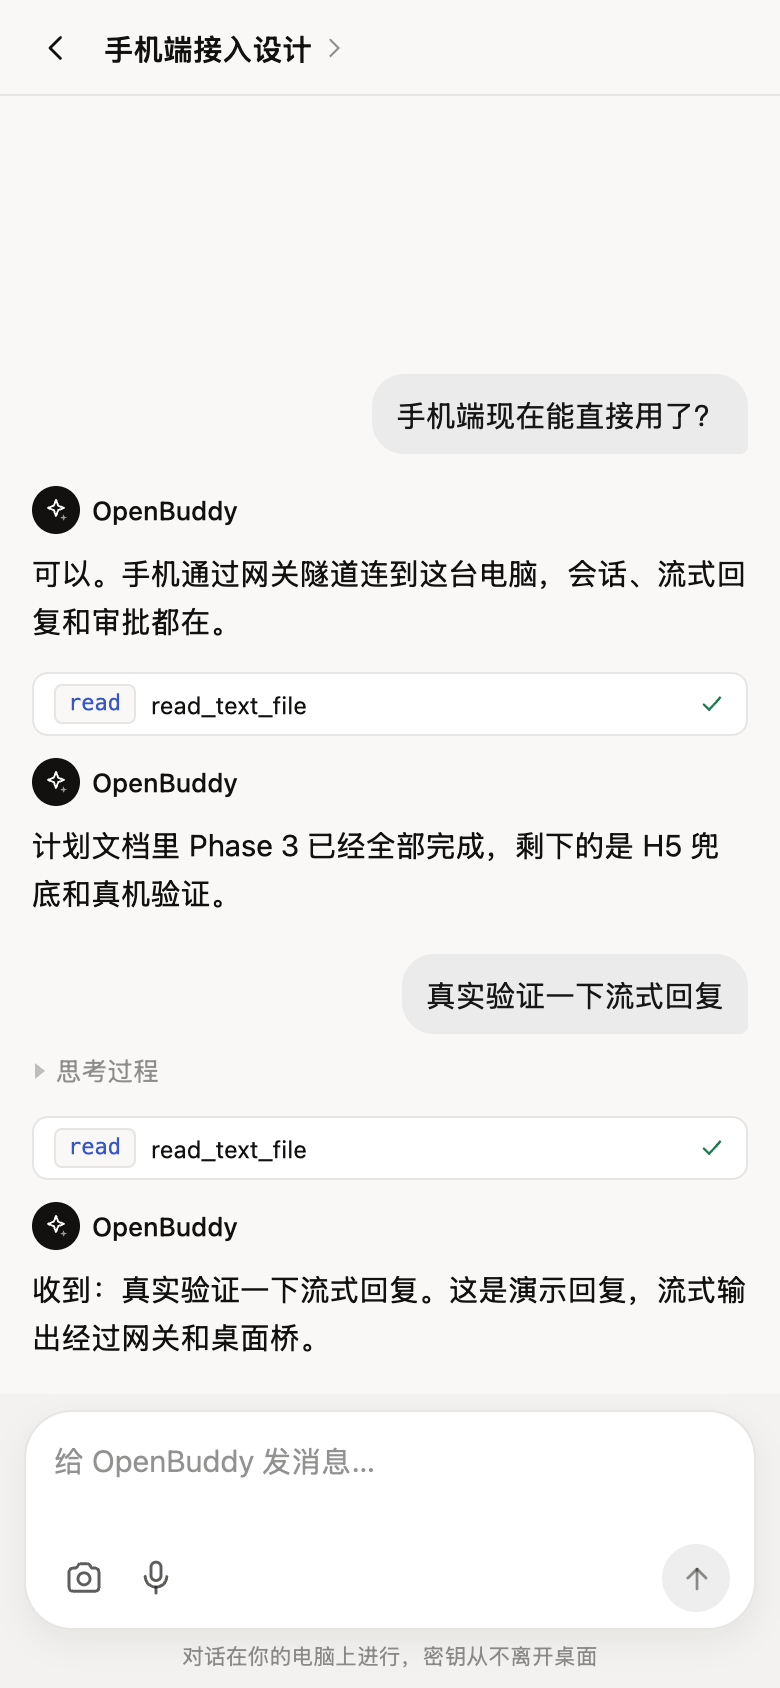 手机端接入设计
手机端现在能直接用了？
OpenBuddy
可以。手机通过网关隧道连到这台电脑，会话、流式回
复和审批都在。
read read_text_file
OpenBuddy
计划文档里 Phase 3 已经全部完成，剩下的是 H5 兜
底和真机验证。
真实验证一下流式回复
思考过程
read read_text_file
OpenBuddy
收到：真实验证一下流式回复。这是演示回复，流式输
出经过网关和桌面桥。
给 OpenBuddy 发消息...
对话在你的电脑上进行，密钥从不离开桌面